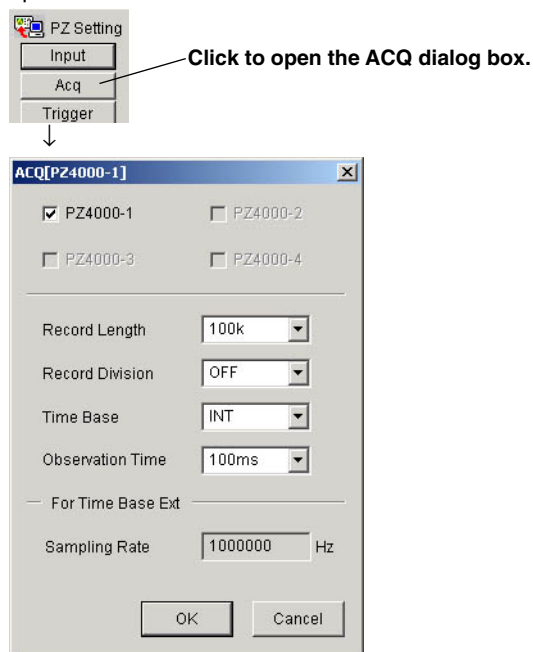 PZ Setting
Input
Click to open the ACQ dialog box.
Acq
Trigger
ACQ[PZ4000-1]
PZ4000-1 PZ4000-2
PZ4000-3 PZ4000-4
Record Length 100k
Record Division OFF
Time Base INT
Observation Time 100ms
For Time Base Ext
Sampling Rate 1000000 Hz
OK Cancel